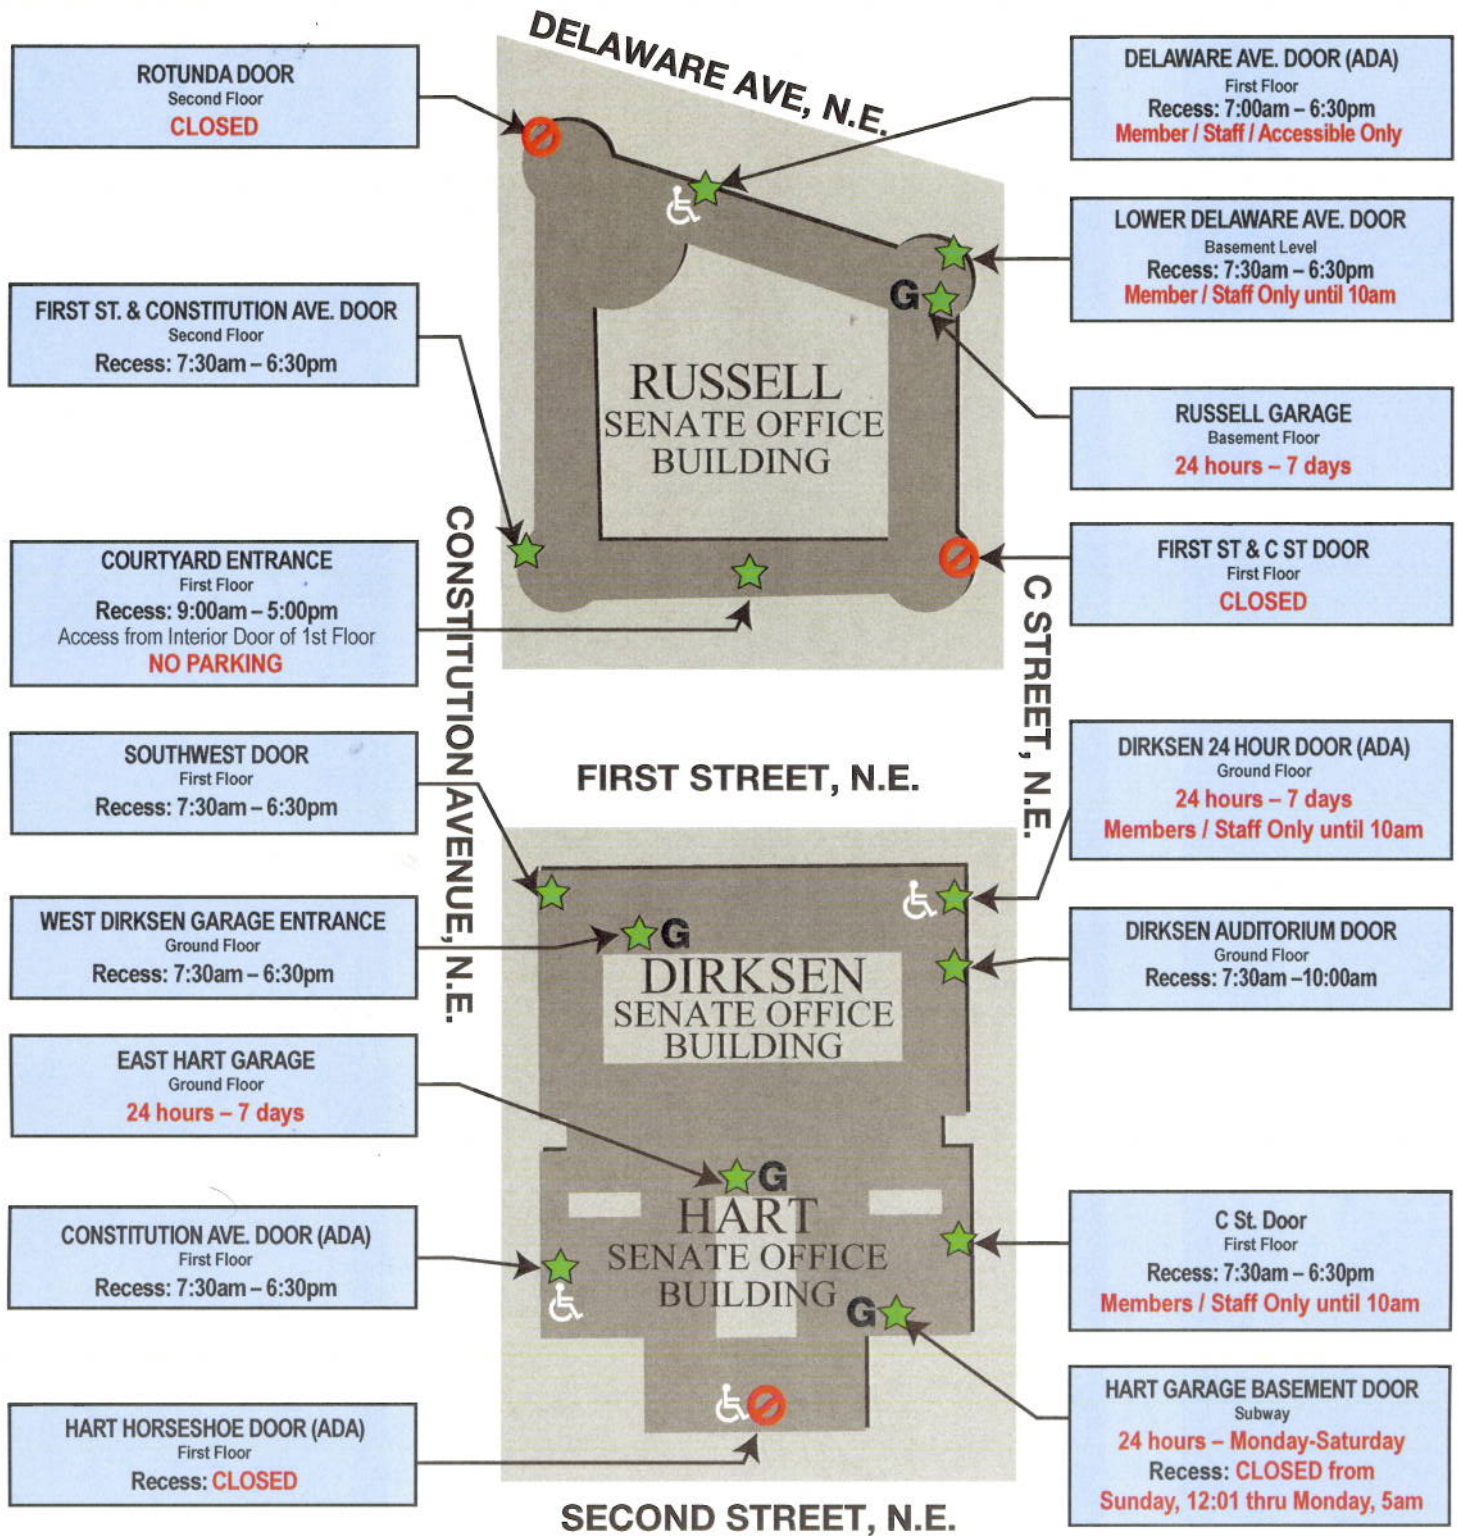 DELAWARE AVE, N.E.
ROTUNDA DOOR
Second Floor
CLOSED
DELAWARE AVE. DOOR (ADA)
First Floor
Recess: 7:00am – 6:30pm
Member / Staff / Accessible Only
LOWER DELAWARE AVE. DOOR
Basement Level
Recess: 7:30am – 6:30pm
Member / Staff Only until 10am
FIRST ST. & CONSTITUTION AVE. DOOR
Second Floor
Recess: 7:30am – 6:30pm
G
RUSSELL
SENATE OFFICE
BUILDING
RUSSELL GARAGE
Basement Floor
24 hours – 7 days
COURTYARD ENTRANCE
First Floor
Recess: 9:00am – 5:00pm
Access from Interior Door of 1st Floor
NO PARKING
CONSTITUTION AVENUE, N.E.
FIRST ST & C ST DOOR
First Floor
CLOSED
C STREET, N.E.
SOUTHWEST DOOR
First Floor
Recess: 7:30am – 6:30pm
FIRST STREET, N.E.
DIRKSEN 24 HOUR DOOR (ADA)
Ground Floor
24 hours – 7 days
Members / Staff Only until 10am
WEST DIRKSEN GARAGE ENTRANCE
Ground Floor
Recess: 7:30am – 6:30pm
G
DIRKSEN
SENATE OFFICE
BUILDING
DIRKSEN AUDITORIUM DOOR
Ground Floor
Recess: 7:30am –10:00am
EAST HART GARAGE
Ground Floor
24 hours – 7 days
G
HART
SENATE OFFICE
BUILDING
G
CONSTITUTION AVE. DOOR (ADA)
First Floor
Recess: 7:30am – 6:30pm
C St. Door
First Floor
Recess: 7:30am – 6:30pm
Members / Staff Only until 10am
HART HORSESHOE DOOR (ADA)
First Floor
Recess: CLOSED
HART GARAGE BASEMENT DOOR
Subway
24 hours – Monday-Saturday
Recess: CLOSED from
Sunday, 12:01 thru Monday, 5am
SECOND STREET, N.E.